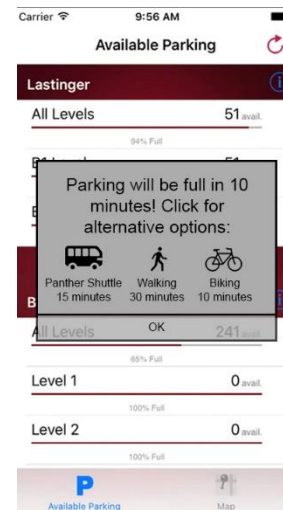 Carrier 9:56 AM
Available Parking
Lastinger
All Levels 51 avail.
94% Full
Parking will be full in 10
minutes! Click for
alternative options:
Panther Shuttle Walking Biking
15 minutes 30 minutes 10 minutes
OK
All Levels 241 avail.
65% Full
Level 1 0 avail.
100% Full
Level 2 0 avail.
100% Full
P
Available Parking Map